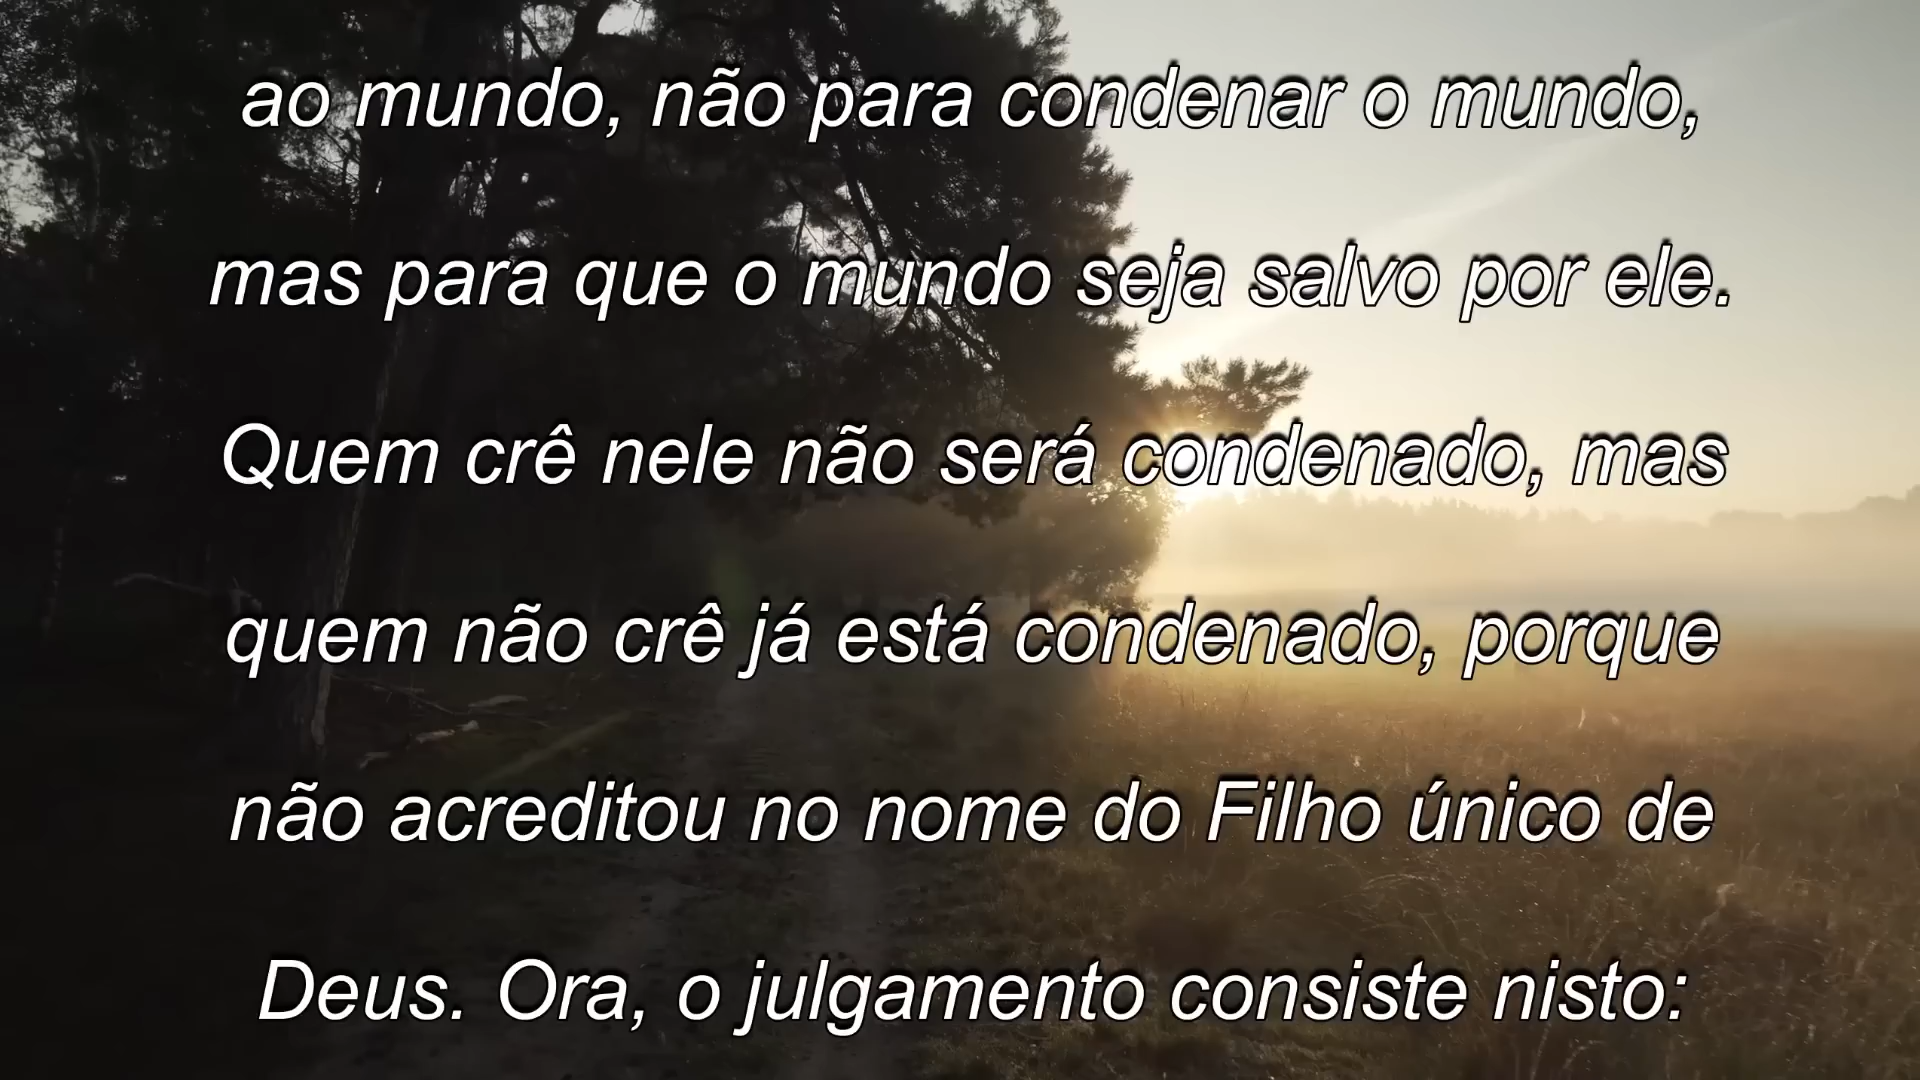 ao mundo, não para condenar o mundo,
mas para que o mundo seja salvo por ele.
Quem crê nele não será condenado, mas
quem não crê já está condenado, porque
não acreditou no nome do Filho único de
Deus. Ora, o julgamento consiste nisto: